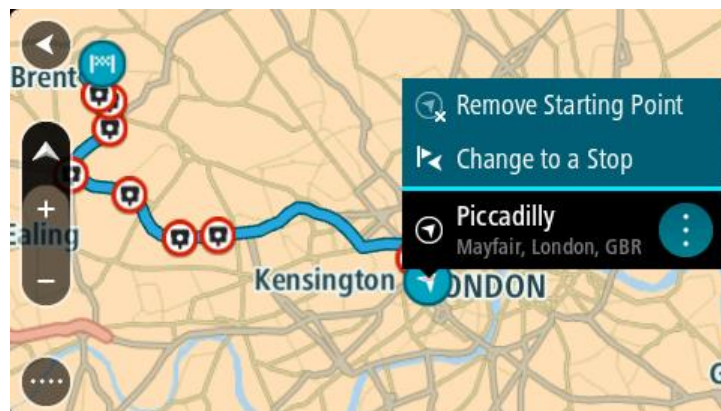 Brent
Remove Starting Point
Change to a Stop
Piccadilly
Mayfair, London, GBR
Ealing
Kensington
ONDON
G